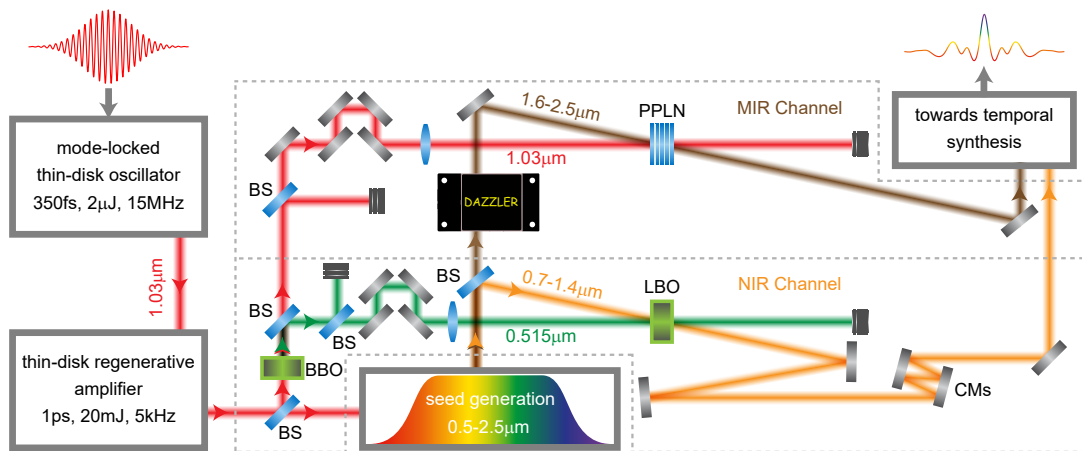 mode-locked
thin-disk oscillator
350fs, 2μJ, 15MHz
1.03μm
thin-disk regenerative
amplifier
1ps, 20mJ, 5kHz
BS
BBO
BS
BS
BS
1.03μm
DAZZLER
1.6-2.5μm
PPLN
MIR Channel
towards temporal
synthesis
BS
0.7-1.4μm
LBO
NIR Channel
0.515μm
CMs
seed generation
0.5-2.5μm